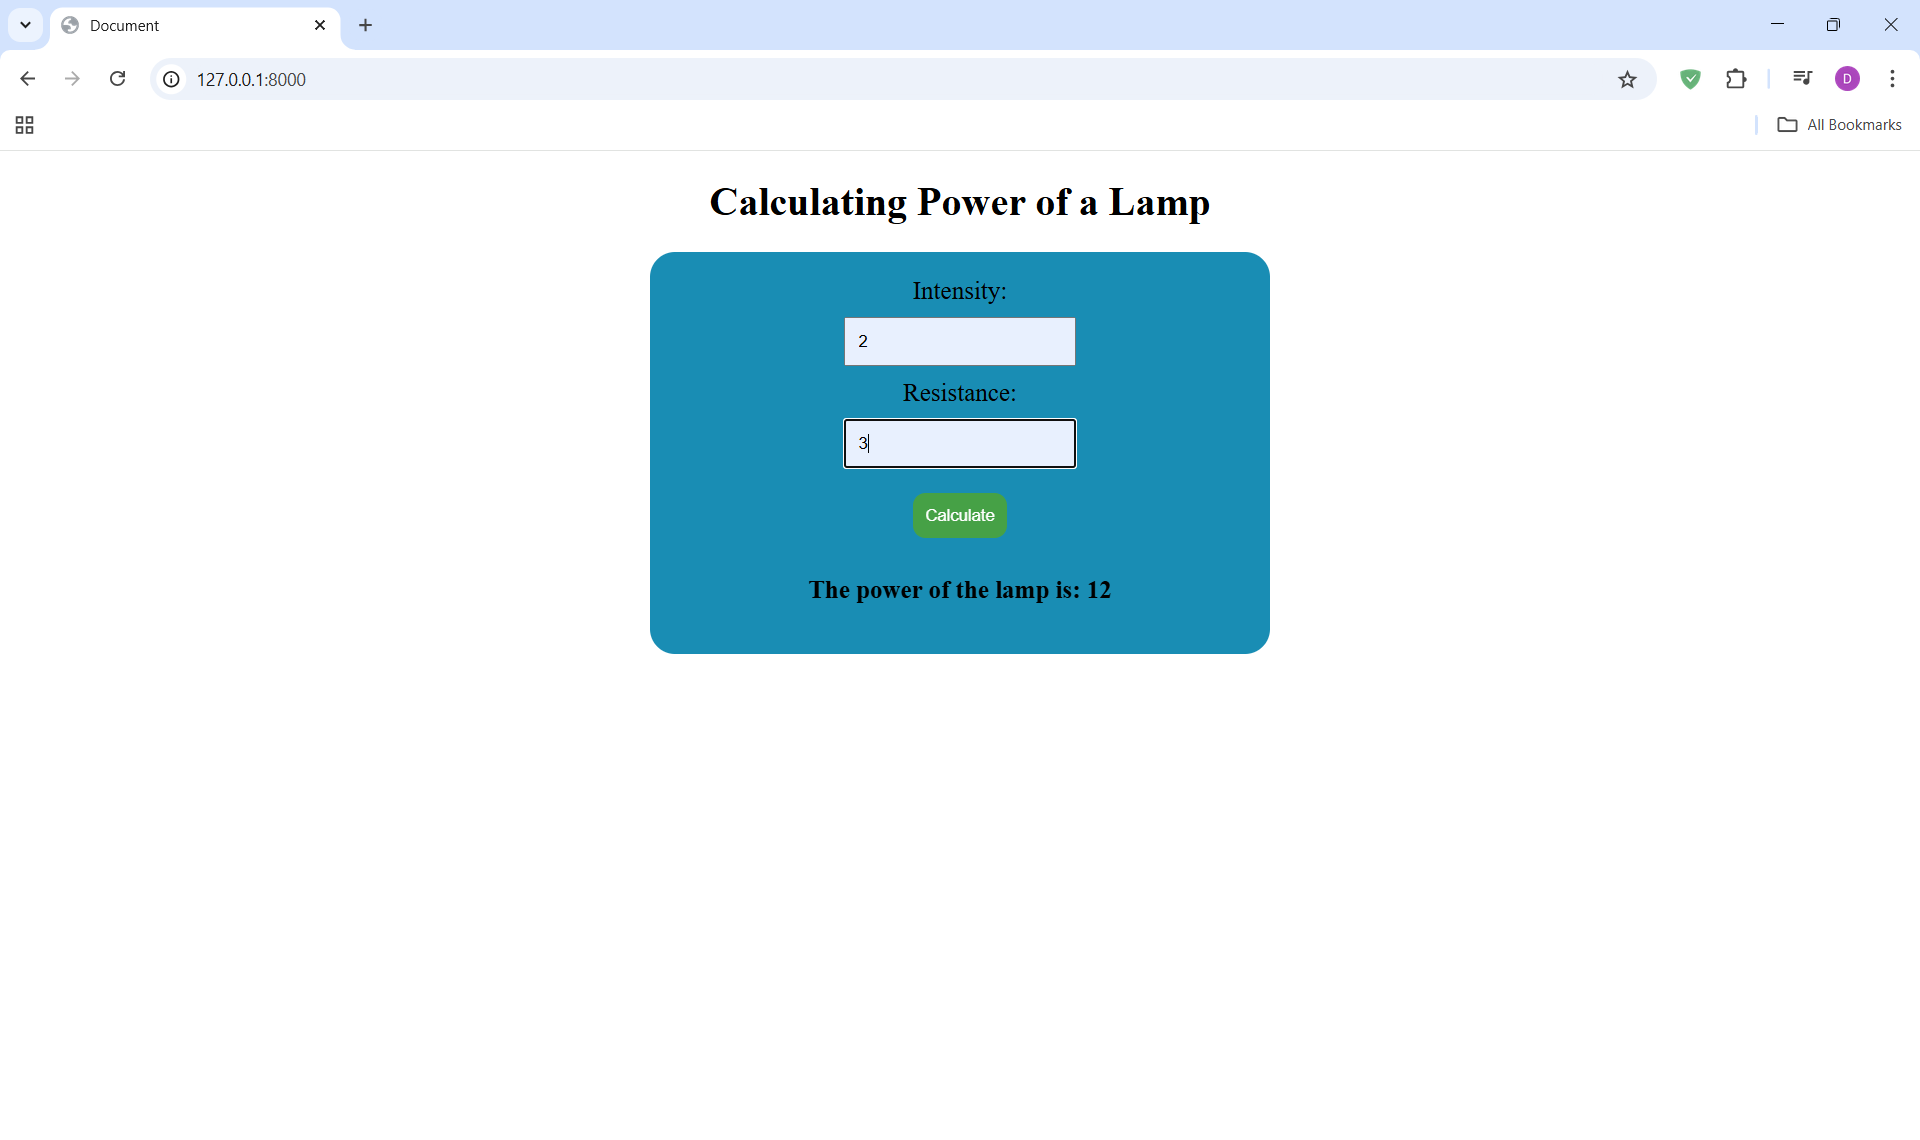 Document
127.0.0.1:8000
D
All Bookmarks
Calculating Power of a Lamp
Intensity:
2
Resistance:
3
Calculate
The power of the lamp is: 12